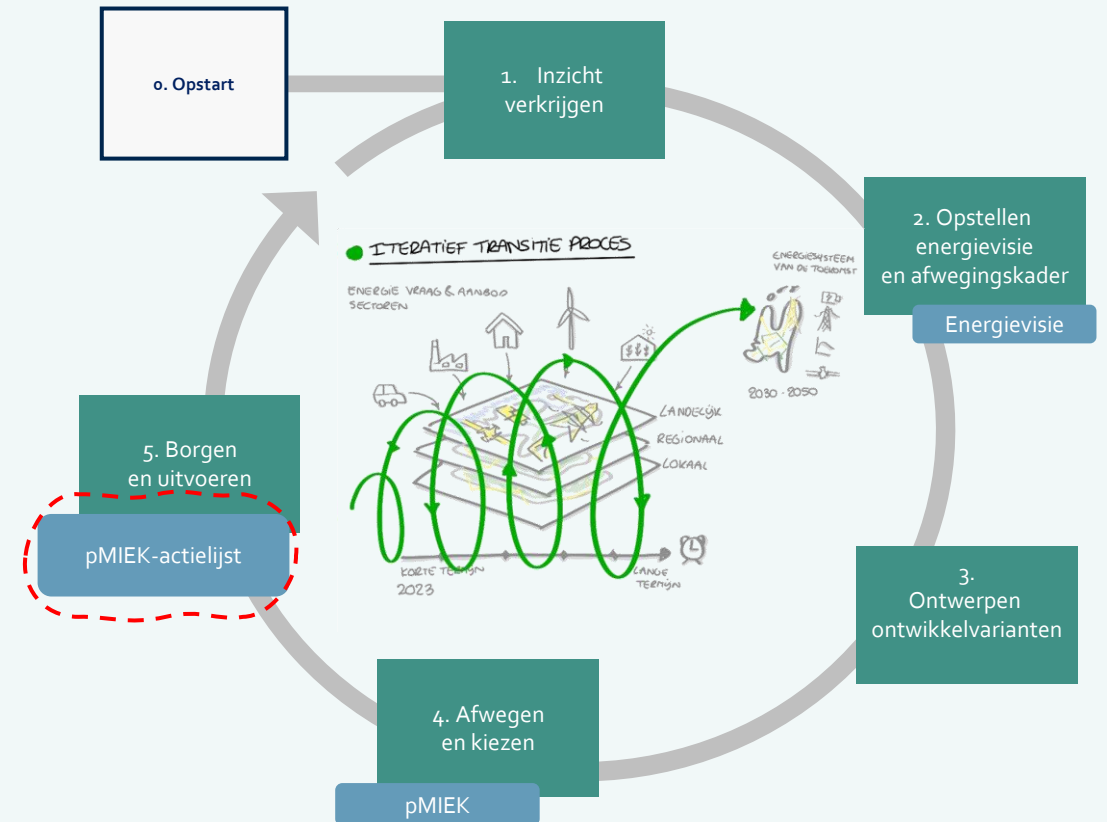 0. Opstart
1. Inzicht
verkrijgen
2. Opstellen
energievisie
en afwegingskader
Energievisie
3.
Ontwerpen
ontwikkelvarianten
4. Afwegen
en kiezen
pMIEK
5. Borgen
en uitvoeren
pMIEK-actielijst
ITERATIEF TRANSITIE PROCES
ENERGIE VRAAG & AANBOD
SECTOREN
ENERGIESYSTEEM
VAN DE TOEKOMST
2030-2050
LANDELIJK
REGIONAAL
LOKAAL
KORTE TERMIJN
2023
LANGE
TERMIJN